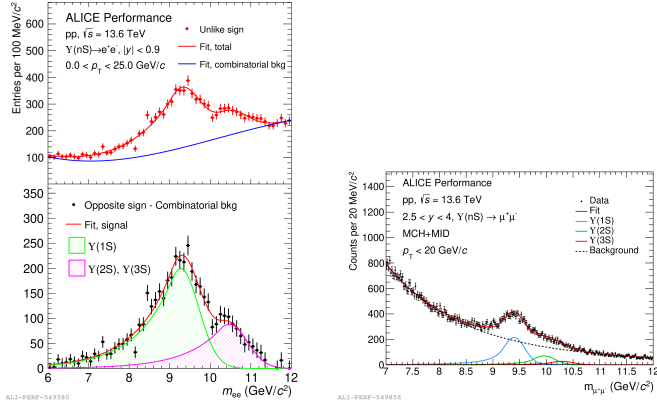 ALICE Performance
pp, √s = 13.6 TeV
ϒ(nS)→e⁺e⁻, |y| < 0.9
0.0 < p_T < 25.0 GeV/c
Unlike sign
Fit, total
Fit, combinatorial bkg
Entries per 100 MeV/c²
600
500
400
300
200
100
Opposite sign - Combinatorial bkg
Fit, signal
ϒ(1S)
ϒ(2S), ϒ(3S)
350
300
250
200
150
100
50
0
6 7 8 9 10 11 12
m_ee (GeV/c²)
ALI-PERF-549380
ALICE Performance
pp, √s = 13.6 TeV
2.5 < y < 4, ϒ(nS) → μ⁺μ⁻
MCH+MID
p_T < 20 GeV/c
Data
Fit
ϒ(1S)
ϒ(2S)
ϒ(3S)
Background
Counts per 20 MeV/c²
1400
1200
1000
800
600
400
200
0
7 7.5 8 8.5 9 9.5 10 10.5 11 11.5 12
m_μ⁺μ⁻ (GeV/c²)
ALI-PERF-549856